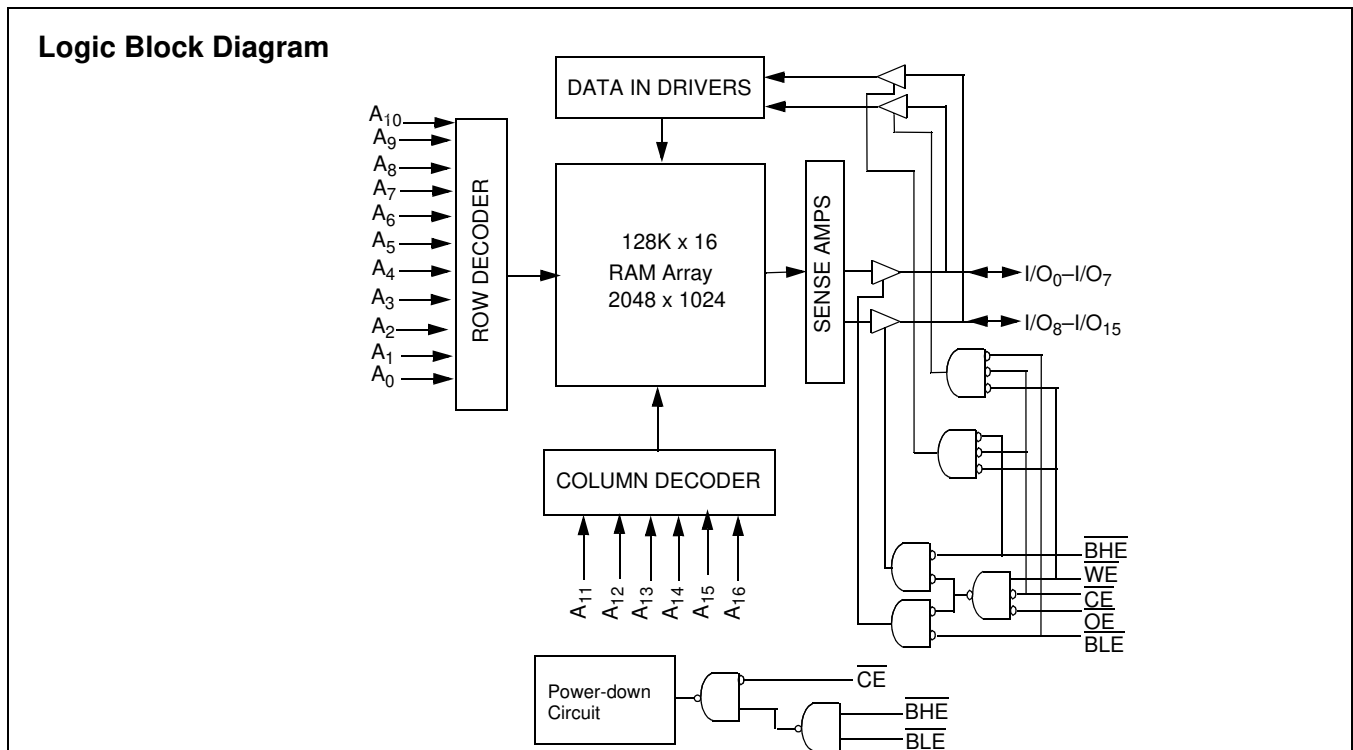 Logic Block Diagram
DATA IN DRIVERS
A10
A9
A8
A7
A6
A5
A4
A3
A2
A1
A0
ROW DECODER
128K x 16
RAM Array
2048 x 1024
SENSE AMPS
I/O0–I/O7
I/O8–I/O15
COLUMN DECODER
A11
A12
A13
A14
A15
A16
BHE
WE
CE
OE
BLE
Power-down
Circuit
CE
BHE
BLE